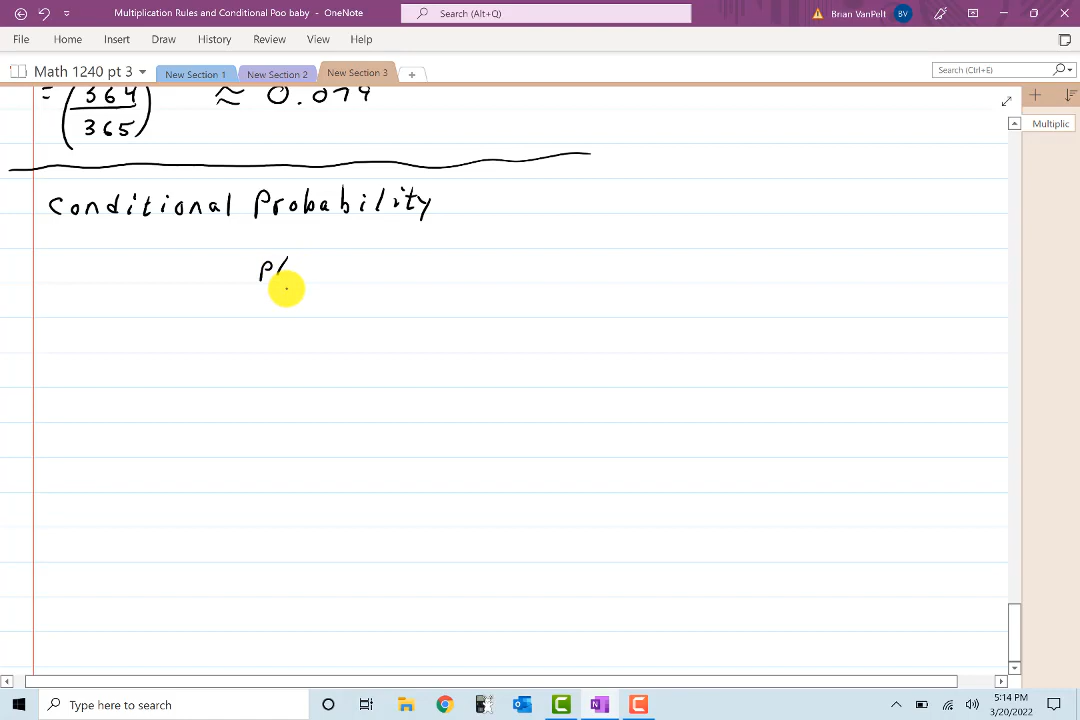 Multiplication Rules and Conditional Poo baby - OneNote
Search (Alt+Q)
Brian VanPelt BV
File Home Insert Draw History Review View Help
Math 1240 pt 3 New Section 1 New Section 2 New Section 3 +
Search (Ctrl+E)
Multiplic
= (364/365) ≈ 0.079
Conditional Probability
P(
Type here to search
5:14 PM
3/20/2022